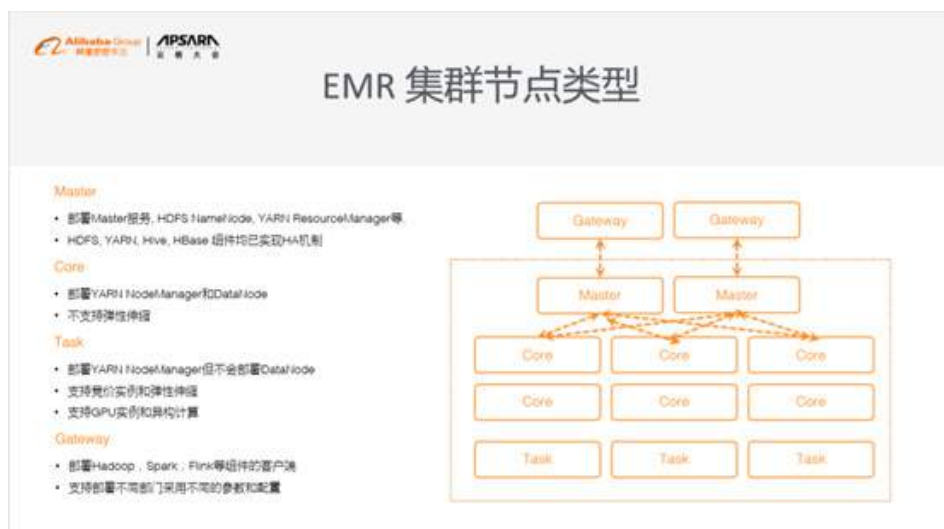 Alibaba Group
阿里巴巴集团
APSARA
云栖大会
EMR 集群节点类型
Master
• 部署Master服务, HDFS NameNode, YARN ResourceManager等
• HDFS, YARN, Hive, HBase 组件均已实现HA机制
Core
• 部署YARN NodeManager和DataNode
• 不支持弹性伸缩
Task
• 部署YARN NodeManager但不会部署DataNode
• 支持竞价实例和弹性伸缩
• 支持GPU实例和异构计算
Gateway
• 部署Hadoop，Spark，Flink等组件的客户端
• 支持部署不同部门采用不同的参数和配置
Gateway Gateway
Master Master
Core Core Core
Core Core Core
Task Task Task